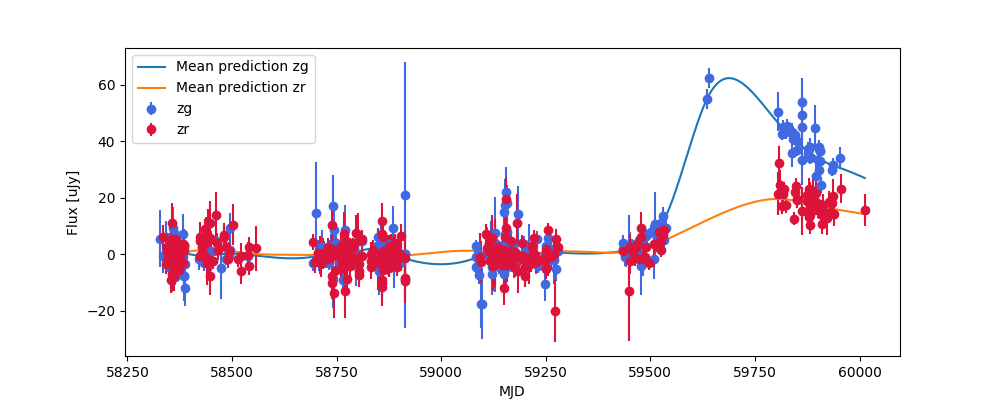 Mean prediction zg
Mean prediction zr
zg
zr
Flux [uJy]
60
40
20
0
−20
58250 58500 58750 59000 59250 59500 59750 60000
MJD